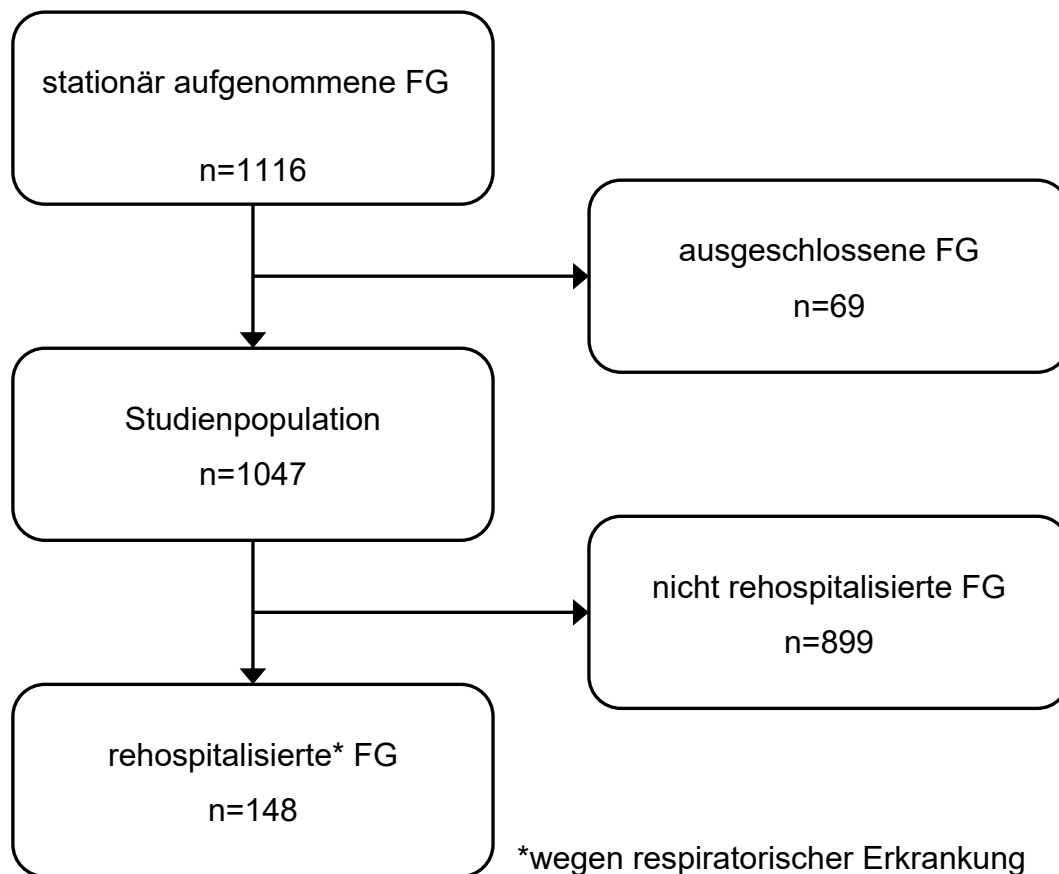 stationär aufgenommene FG
n=1116
ausgeschlossene FG
n=69
Studienpopulation
n=1047
nicht rehospitalisierte FG
n=899
rehospitalisierte* FG
n=148
*wegen respiratorischer Erkrankung